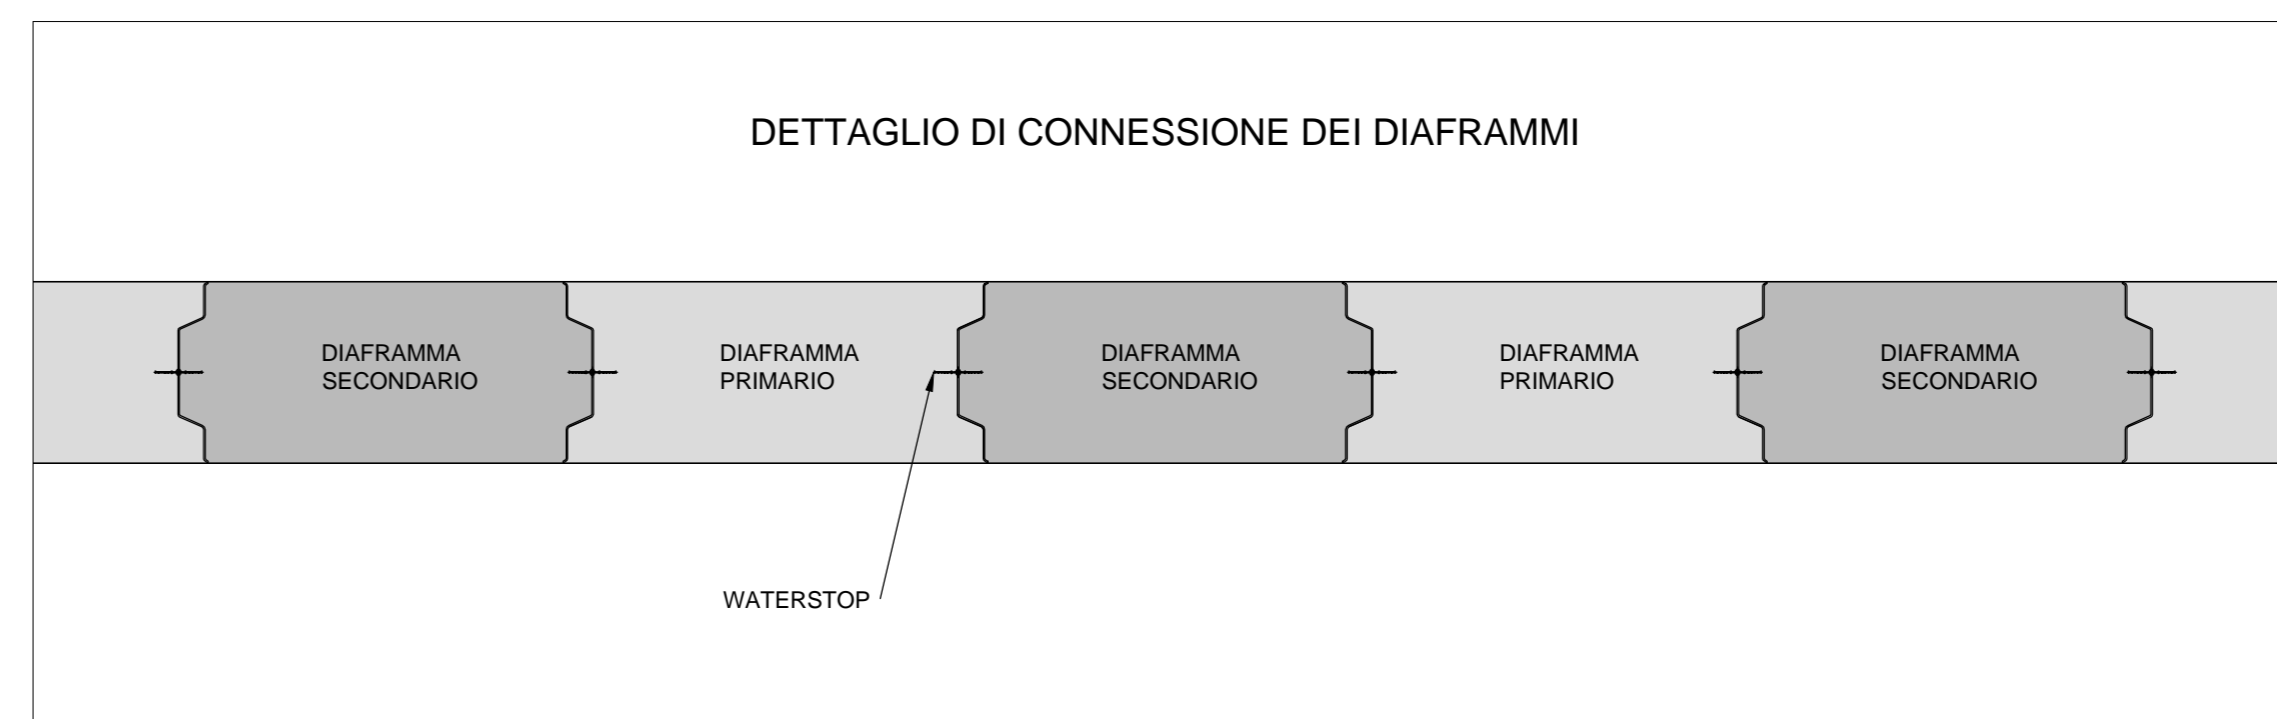 DETTAGLIO DI CONNESSIONE DEI DIAFRAMMI
DIAFRAMMA
SECONDARIO
DIAFRAMMA
PRIMARIO
DIAFRAMMA
SECONDARIO
DIAFRAMMA
PRIMARIO
DIAFRAMMA
SECONDARIO
WATERSTOP